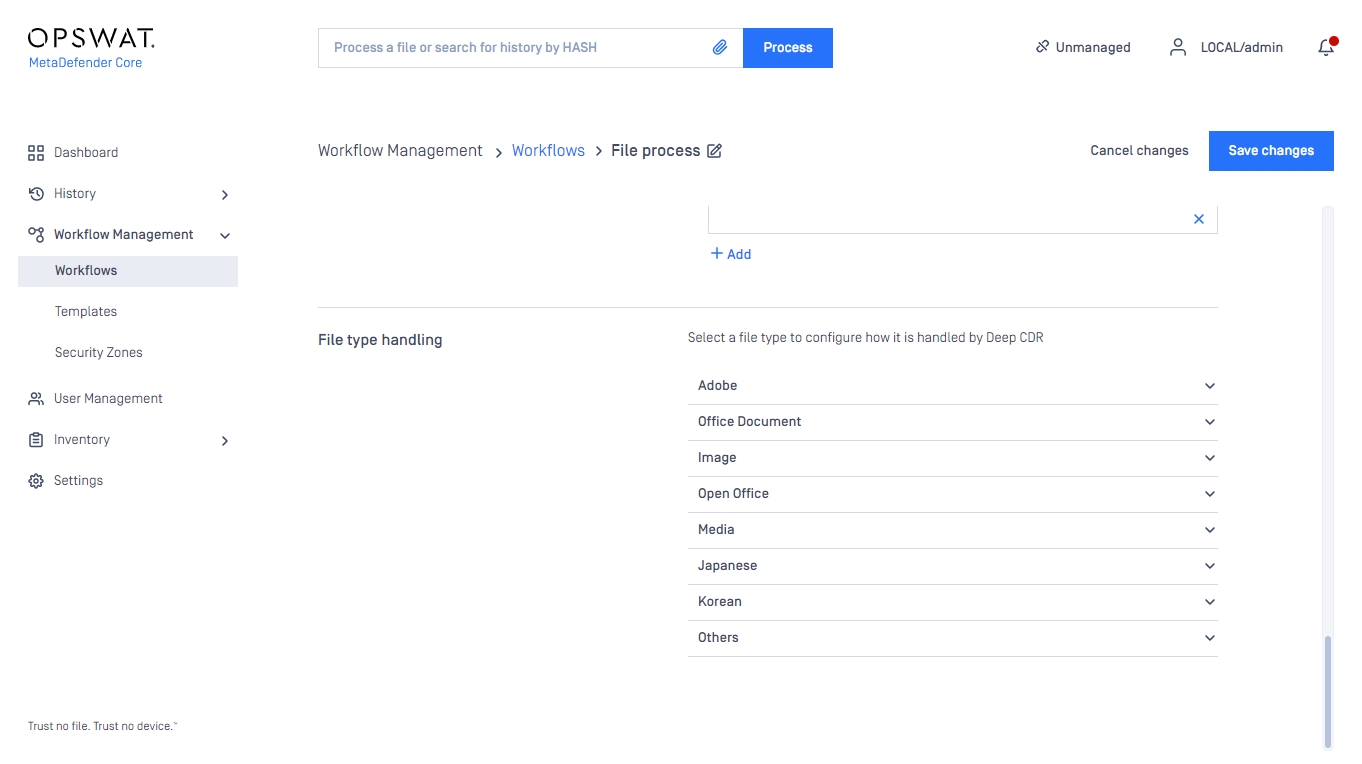 OPSWAT.
MetaDefender Core
Process a file or search for history by HASH
Process
Unmanaged
LOCAL/admin
Workflow Management > Workflows > File process
Cancel changes
Save changes
Dashboard
History
Workflow Management
Workflows
Templates
Security Zones
User Management
Inventory
Settings
+ Add
File type handling
Select a file type to configure how it is handled by Deep CDR
Adobe
Office Document
Image
Open Office
Media
Japanese
Korean
Others
Trust no file. Trust no device.™